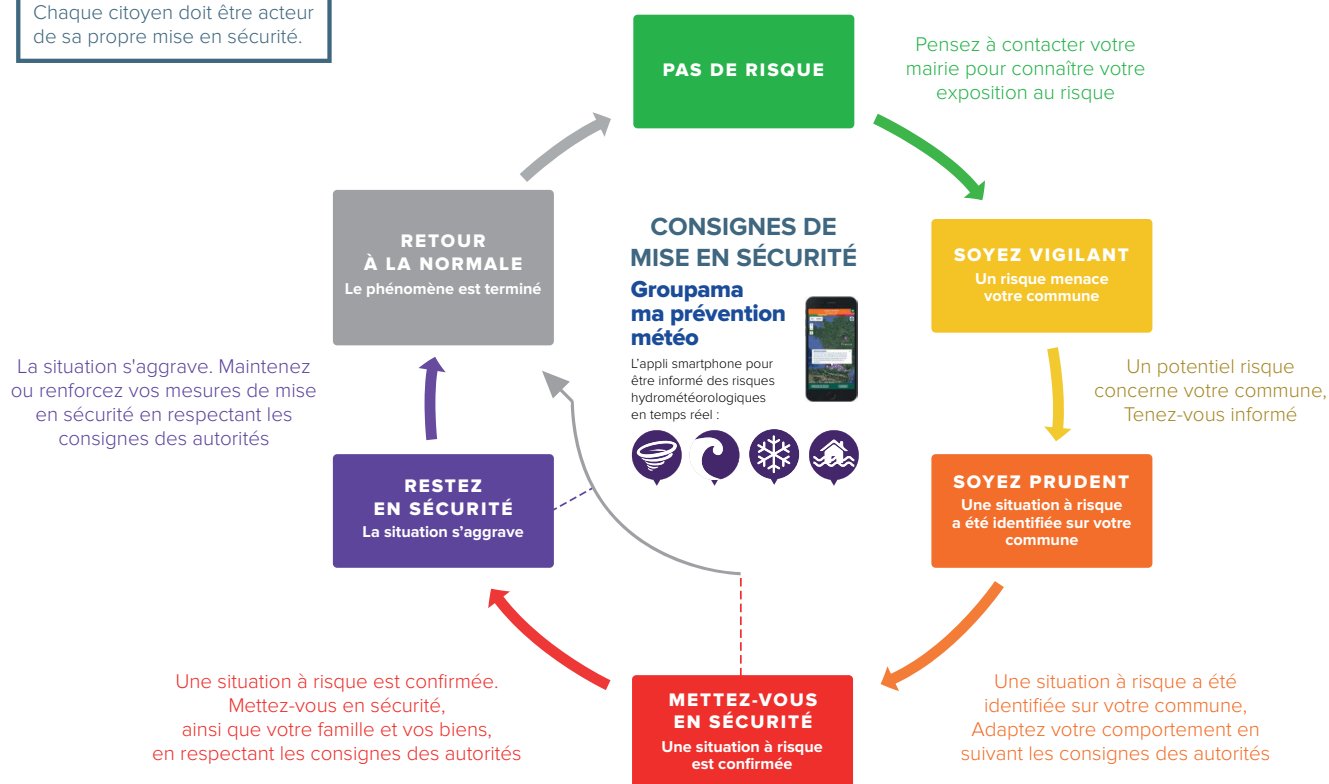 Chaque citoyen doit être acteur
de sa propre mise en sécurité.
PAS DE RISQUE
Pensez à contacter votre
mairie pour connaître votre
exposition au risque
SOYEZ VIGILANT
Un risque menace
votre commune
Un potentiel risque
concerne votre commune,
Tenez-vous informé
SOYEZ PRUDENT
Une situation à risque
a été identifiée sur votre
commune
Une situation à risque a été
identifiée sur votre commune,
Adaptez votre comportement en
suivant les consignes des autorités
METTEZ-VOUS
EN SÉCURITÉ
Une situation à risque
est confirmée
Une situation à risque est confirmée.
Mettez-vous en sécurité,
ainsi que votre famille et vos biens,
en respectant les consignes des autorités
RESTEZ
EN SÉCURITÉ
La situation s’aggrave
La situation s'aggrave. Maintenez
ou renforcez vos mesures de mise
en sécurité en respectant les
consignes des autorités
RETOUR
À LA NORMALE
Le phénomène est terminé
CONSIGNES DE
MISE EN SÉCURITÉ
Groupama
ma prévention
météo
L’appli smartphone pour
être informé des risques
hydrométéorologiques
en temps réel :